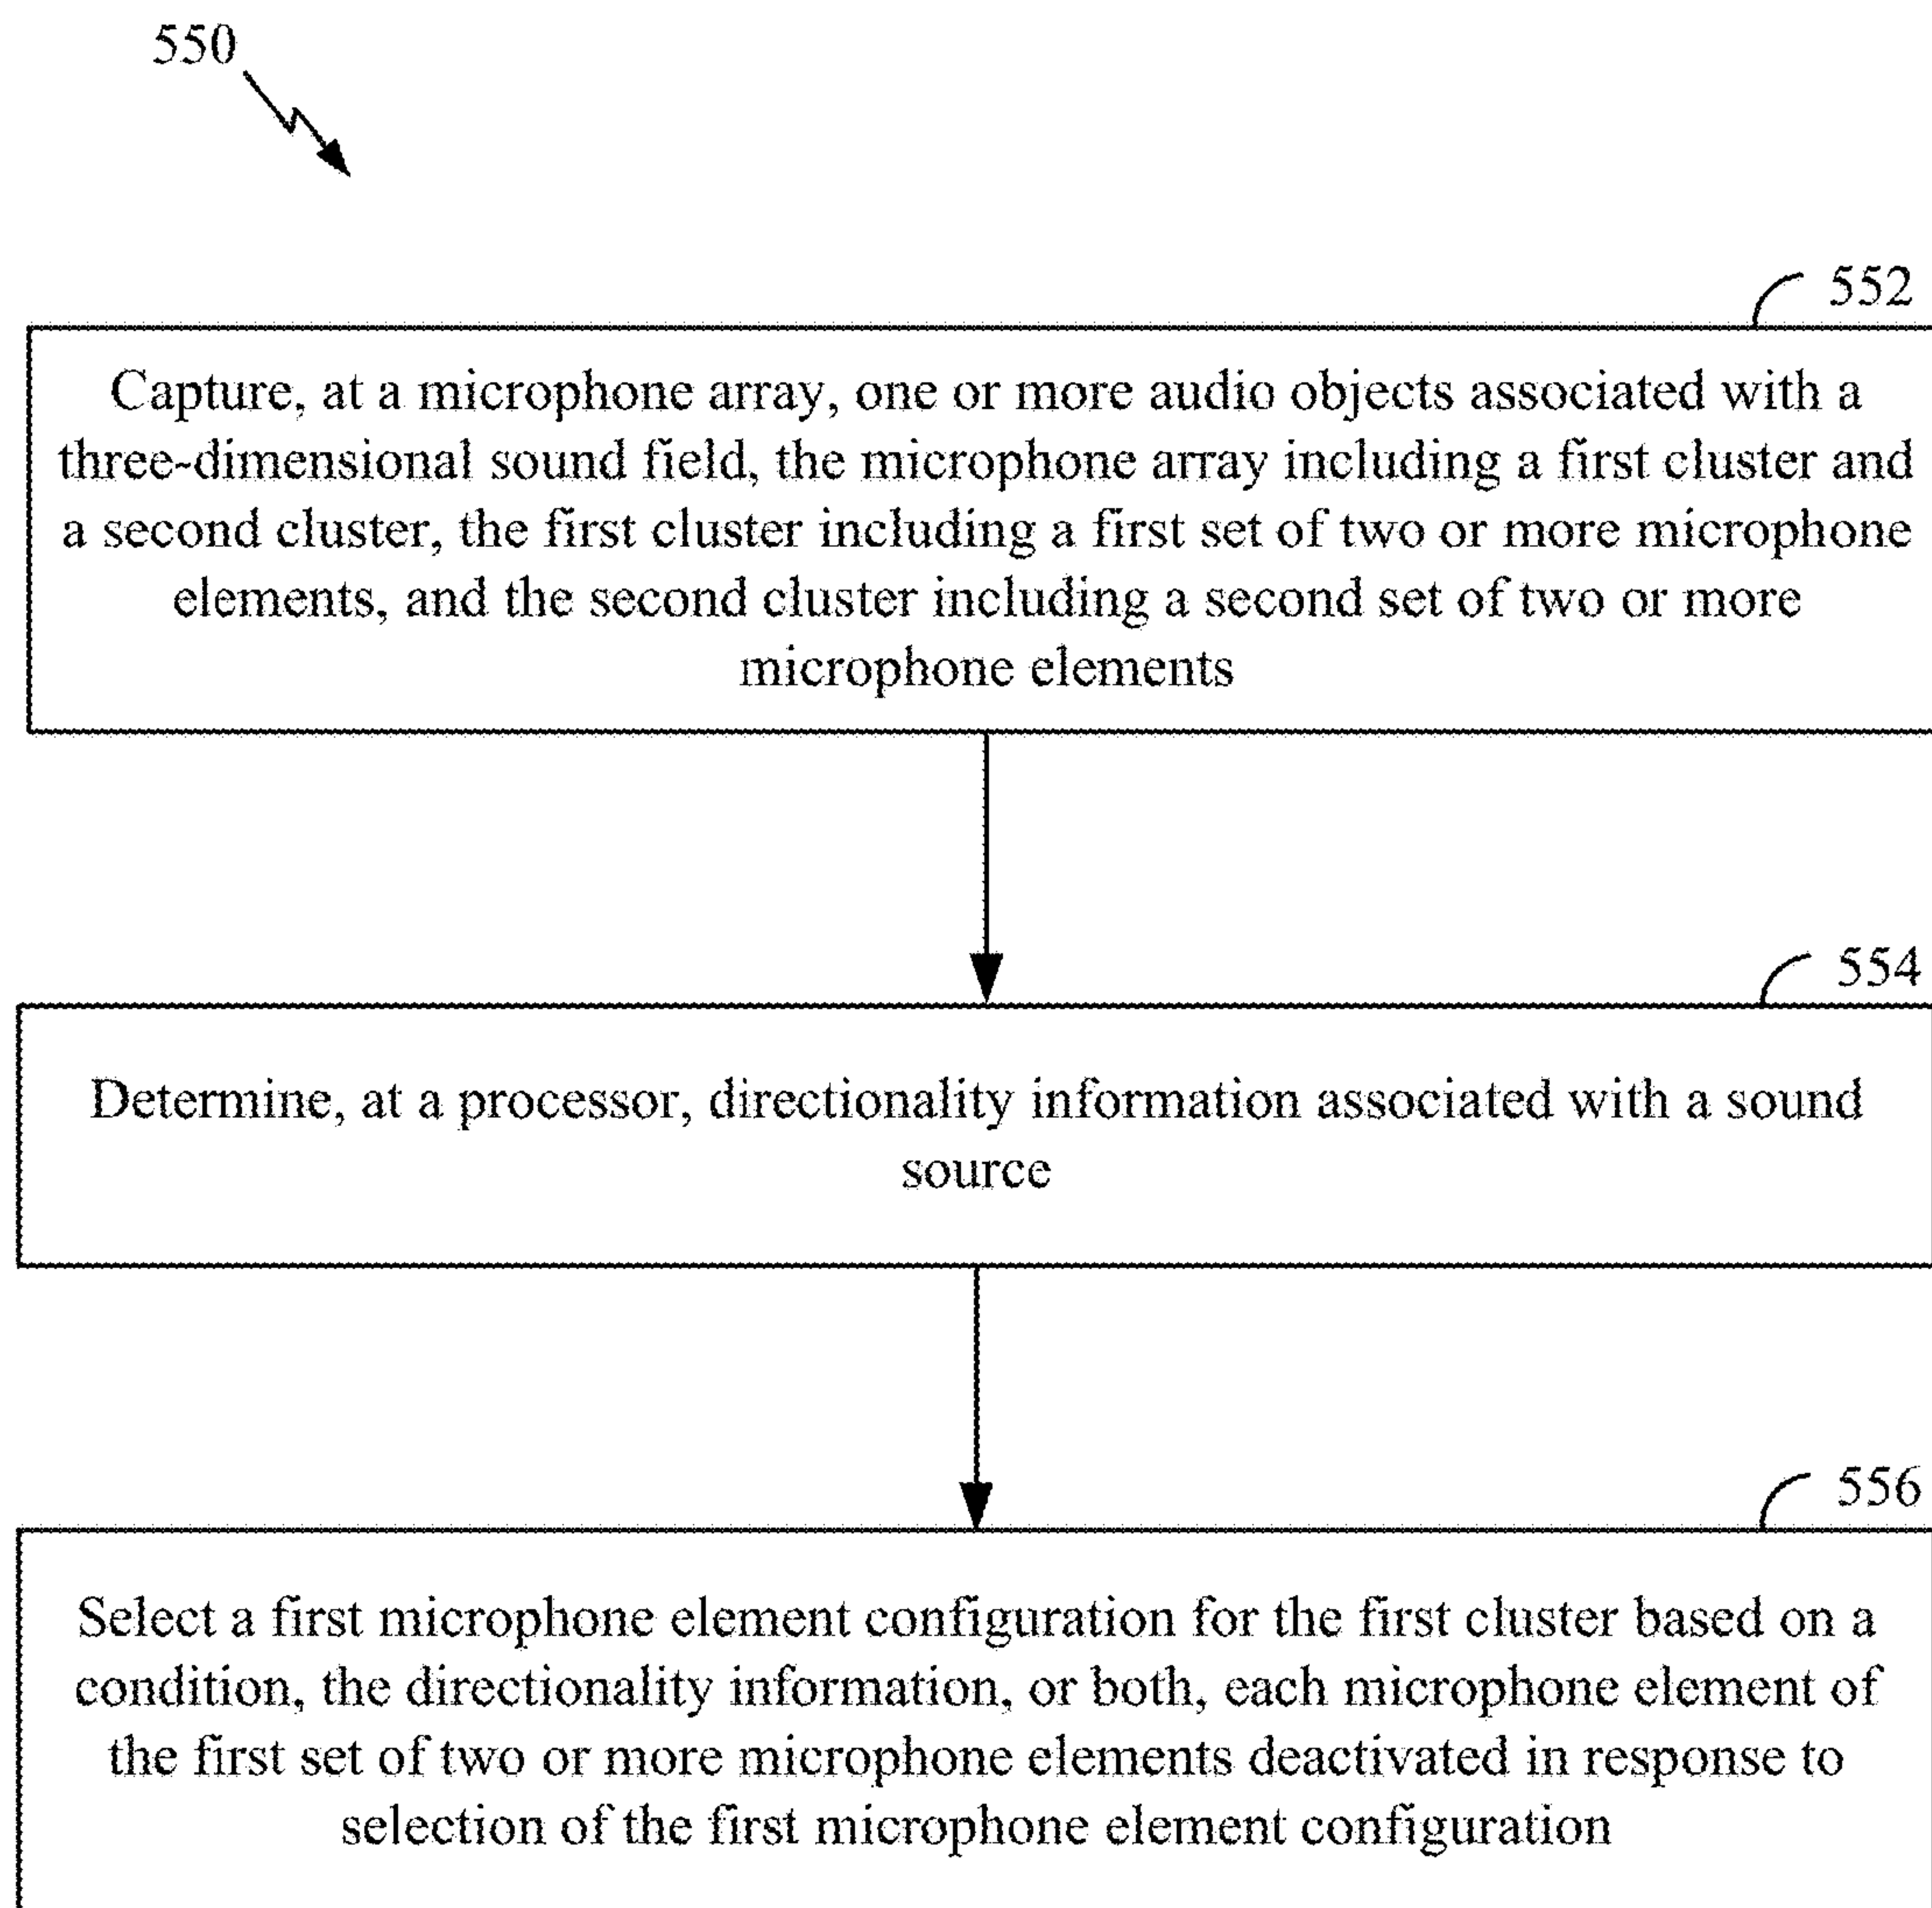 550
552
Capture, at a microphone array, one or more audio objects associated with a
three-dimensional sound field, the microphone array including a first cluster and
a second cluster, the first cluster including a first set of two or more microphone
elements, and the second cluster including a second set of two or more
microphone elements
554
Determine, at a processor, directionality information associated with a sound
source
556
Select a first microphone element configuration for the first cluster based on a
condition, the directionality information, or both, each microphone element of
the first set of two or more microphone elements deactivated in response to
selection of the first microphone element configuration